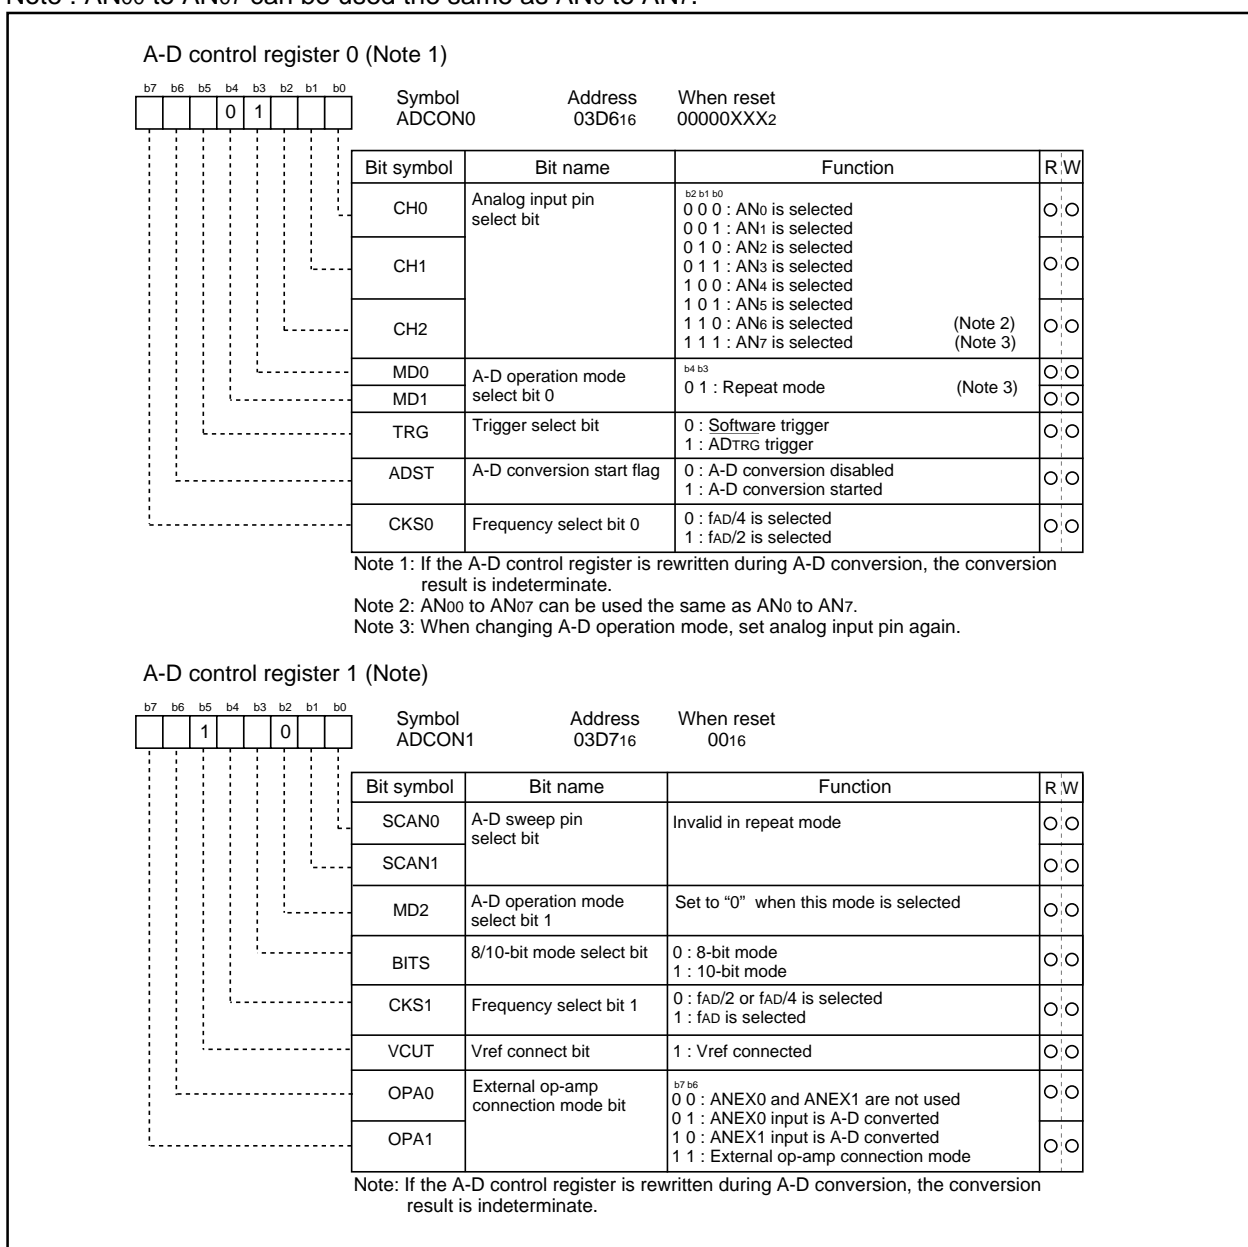 Note : AN00 to AN07 can be used the same as AN0 to AN7.
A-D control register 0 (Note 1)
b7 b6 b5 b4 b3 b2 b1 b0
0 1
Symbol Address When reset
ADCON0 03D616 00000XXX2
Bit symbol Bit name Function R W
CH0 Analog input pin select bit
b2 b1 b0
0 0 0 : AN0 is selected
0 0 1 : AN1 is selected
0 1 0 : AN2 is selected
CH1
0 1 1 : AN3 is selected
1 0 0 : AN4 is selected
1 0 1 : AN5 is selected
CH2
1 1 0 : AN6 is selected (Note 2)
1 1 1 : AN7 is selected (Note 3)
MD0
MD1
A-D operation mode
select bit 0
b4 b3
0 1 : Repeat mode (Note 3)
TRG Trigger select bit
0 : Software trigger
1 : ADTRG trigger
ADST A-D conversion start flag
0 : A-D conversion disabled
1 : A-D conversion started
CKS0 Frequency select bit 0
0 : fAD/4 is selected
1 : fAD/2 is selected
Note 1: If the A-D control register is rewritten during A-D conversion, the conversion
result is indeterminate.
Note 2: AN00 to AN07 can be used the same as AN0 to AN7.
Note 3: When changing A-D operation mode, set analog input pin again.
A-D control register 1 (Note)
b7 b6 b5 b4 b3 b2 b1 b0
1 0
Symbol Address When reset
ADCON1 03D716 0016
Bit symbol Bit name Function R W
SCAN0 A-D sweep pin
select bit
Invalid in repeat mode
SCAN1
MD2 A-D operation mode
select bit 1
Set to “0” when this mode is selected
BITS 8/10-bit mode select bit
0 : 8-bit mode
1 : 10-bit mode
CKS1 Frequency select bit 1
0 : fAD/2 or fAD/4 is selected
1 : fAD is selected
VCUT Vref connect bit 1 : Vref connected
OPA0 External op-amp
connection mode bit
b7 b6
0 0 : ANEX0 and ANEX1 are not used
0 1 : ANEX0 input is A-D converted
OPA1
1 0 : ANEX1 input is A-D converted
1 1 : External op-amp connection mode
Note: If the A-D control register is rewritten during A-D conversion, the conversion
result is indeterminate.